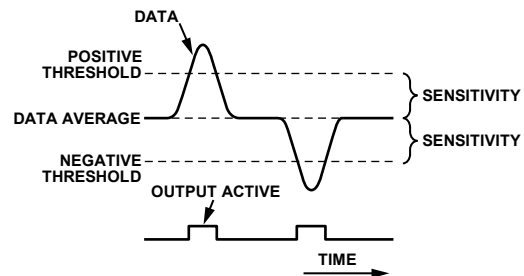 DATA
POSITIVE
THRESHOLD
SENSITIVITY
DATA AVERAGE
SENSITIVITY
NEGATIVE
THRESHOLD
OUTPUT ACTIVE
TIME